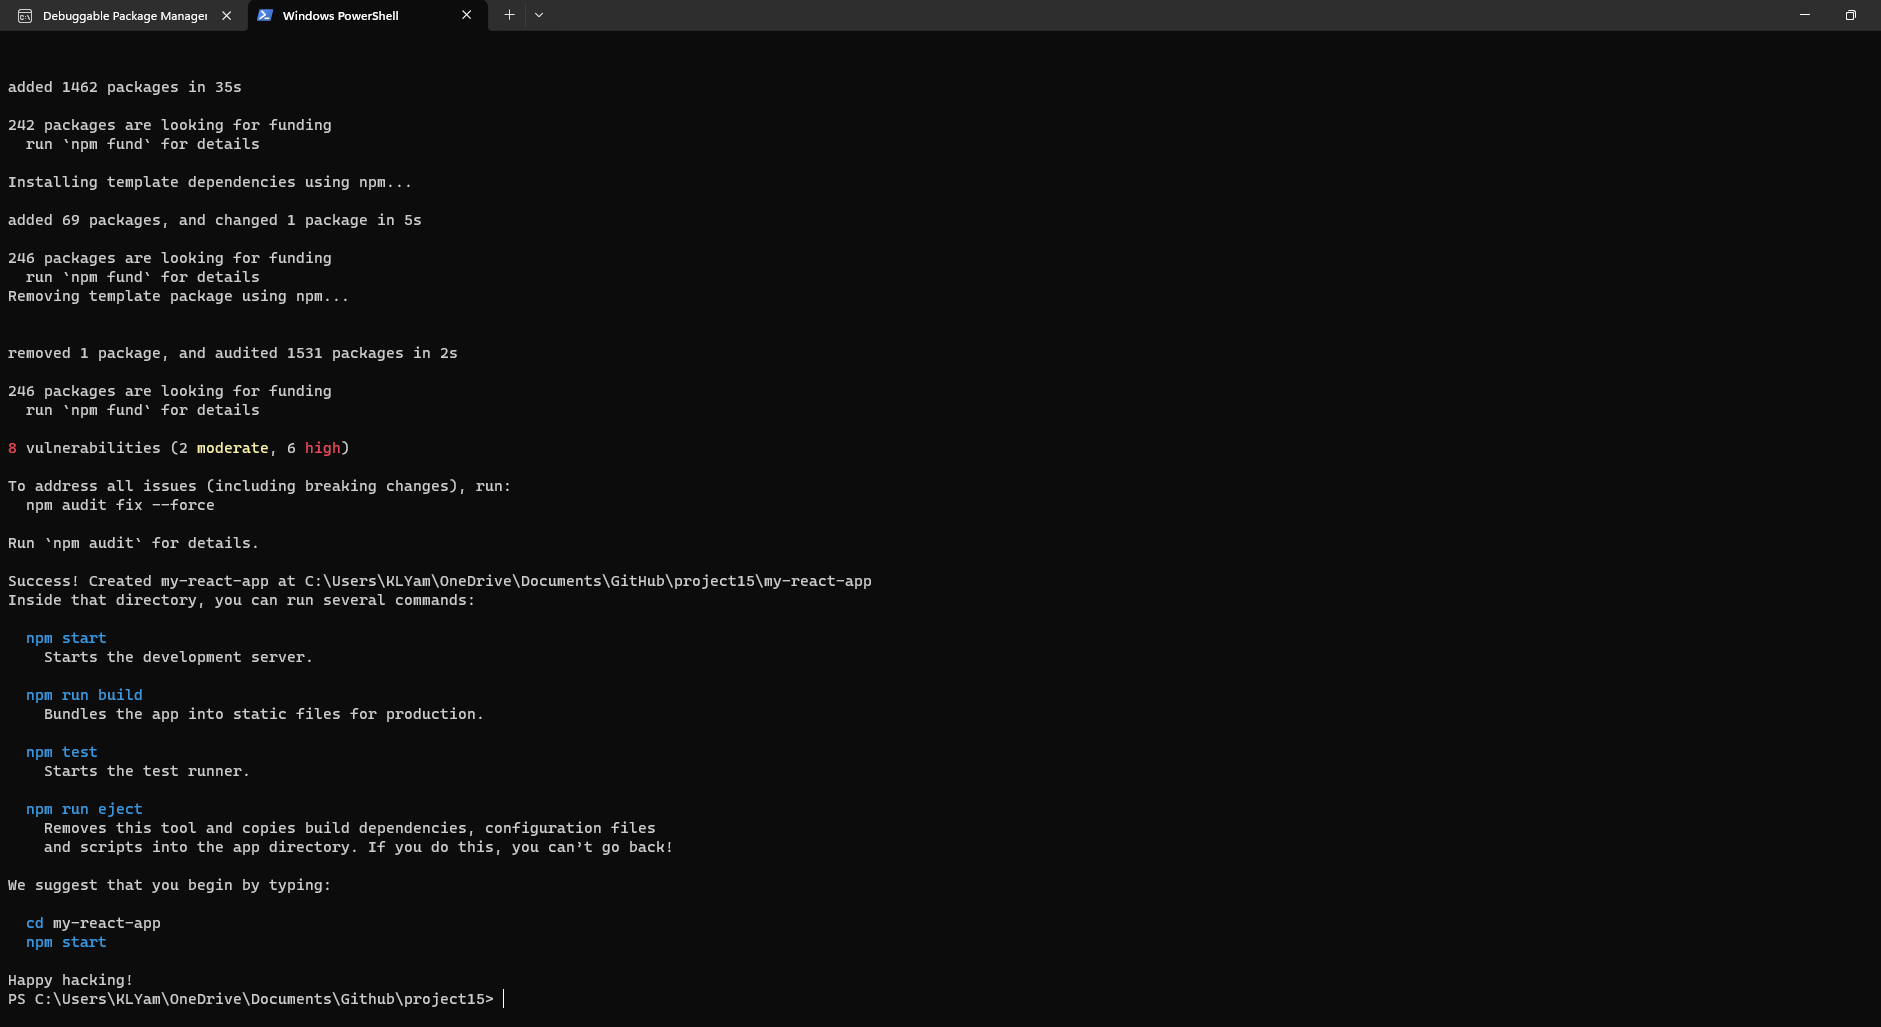 Debuggable Package Manager
Windows PowerShell
added 1462 packages in 35s
242 packages are looking for funding
run `npm fund` for details
Installing template dependencies using npm...
added 69 packages, and changed 1 package in 5s
246 packages are looking for funding
run `npm fund` for details
Removing template package using npm...
removed 1 package, and audited 1531 packages in 2s
246 packages are looking for funding
run `npm fund` for details
8 vulnerabilities (2 moderate, 6 high)
To address all issues (including breaking changes), run:
npm audit fix --force
Run `npm audit` for details.
Success! Created my-react-app at C:\Users\KLYam\OneDrive\Documents\GitHub\project15\my-react-app
Inside that directory, you can run several commands:
npm start
Starts the development server.
npm run build
Bundles the app into static files for production.
npm test
Starts the test runner.
npm run eject
Removes this tool and copies build dependencies, configuration files
and scripts into the app directory. If you do this, you can’t go back!
We suggest that you begin by typing:
cd my-react-app
npm start
Happy hacking!
PS C:\Users\KLYam\OneDrive\Documents\Github\project15>